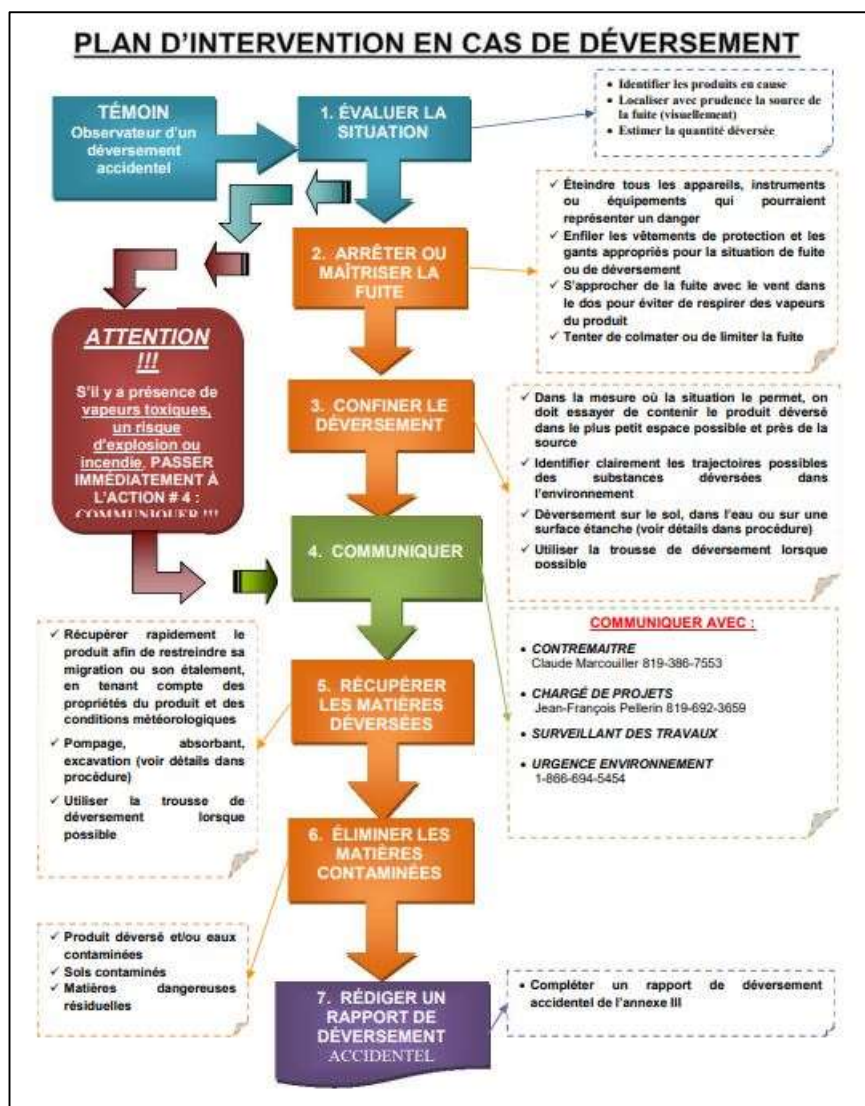 PLAN D'INTERVENTION EN CAS DE DÉVERSEMENT
TÉMOIN
Observateur d'un
déversement
accidentel
1. ÉVALUER LA
SITUATION
• Identifier les produits en cause
• Localiser avec prudence la source de
la fuite (visuellement)
• Estimer la quantité déversée
2. ARRÊTER OU
MAÎTRISER LA
FUITE
✓ Éteindre tous les appareils, instruments
ou équipements qui pourraient
représenter un danger
✓ Enfiler les vêtements de protection et les
gants appropriés pour la situation de fuite
ou de déversement
✓ S'approcher de la fuite avec le vent dans
le dos pour éviter de respirer des vapeurs
du produit
✓ Tenter de colmater ou de limiter la fuite
ATTENTION
!!!
S'il y a présence de
vapeurs toxiques,
un risque
d'explosion ou
incendie, PASSER
IMMÉDIATEMENT À
L'ACTION # 4 :
COMMUNIQUER !!!
3. CONFINER LE
DÉVERSEMENT
✓ Dans la mesure où la situation le permet, on
doit essayer de contenir le produit déversé
dans le plus petit espace possible et près de la
source
✓ Identifier clairement les trajectoires possibles
des substances déversées dans
l'environnement
✓ Déversement sur le sol, dans l'eau ou sur une
surface étanche (voir détails dans procédure)
✓ Utiliser la trousse de déversement lorsque
possible
4. COMMUNIQUER
COMMUNIQUER AVEC :
• CONTREMAITRE
Claude Marcouiller 819-386-7553
• CHARGÉ DE PROJETS
Jean-François Pellerin 819-692-3659
• SURVEILLANT DES TRAVAUX
• URGENCE ENVIRONNEMENT
1-866-694-5454
5. RÉCUPÉRER
LES MATIÈRES
DÉVERSÉES
✓ Récupérer rapidement le
produit afin de restreindre sa
migration ou son étalement,
en tenant compte des
propriétés du produit et des
conditions météorologiques
✓ Pompage, absorbant,
excavation (voir détails dans
procédure)
✓ Utiliser la trousse de
déversement lorsque
possible
6. ÉLIMINER LES
MATIÈRES
CONTAMINÉES
✓ Produit déversé et/ou eaux
contaminées
✓ Sols contaminés
✓ Matières dangereuses
résiduelles
7. RÉDIGER UN
RAPPORT DE
DÉVERSEMENT
ACCIDENTEL
• Compléter un rapport de déversement
accidentel de l'annexe III